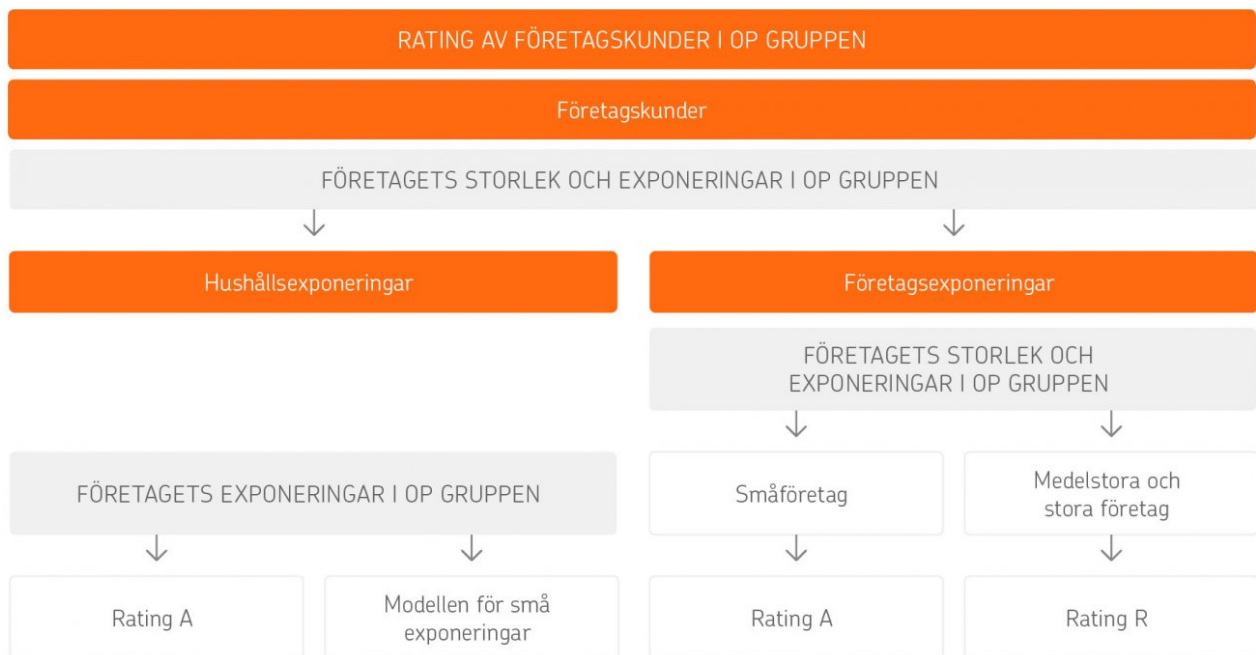 RATING AV FÖRETAGSKUNDER I OP GRUPPEN
Företagskunder
FÖRETAGETS STORLEK OCH EXPONERINGAR I OP GRUPPEN
Hushållsexponeringar
Företagsexponeringar
FÖRETAGETS STORLEK OCH
EXPONERINGAR I OP GRUPPEN
FÖRETAGETS EXPONERINGAR I OP GRUPPEN
Småföretag
Medelstora och
stora företag
Rating A
Modellen för små
exponeringar
Rating A
Rating R